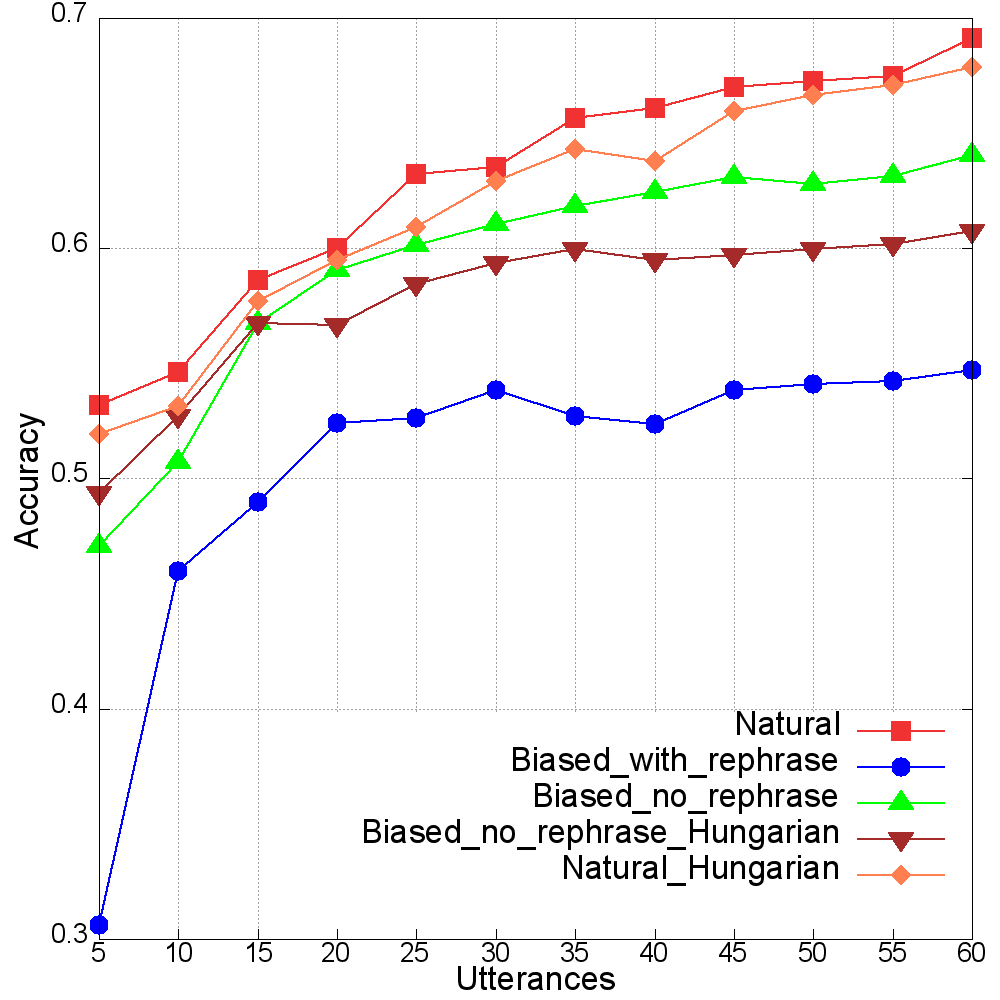 0.7
0.6
0.5
0.4
0.3
Accuracy
Natural
Biased_with_rephrase
Biased_no_rephrase
Biased_no_rephrase_Hungarian
Natural_Hungarian
5 10 15 20 25 30 35 40 45 50 55 60
Utterances